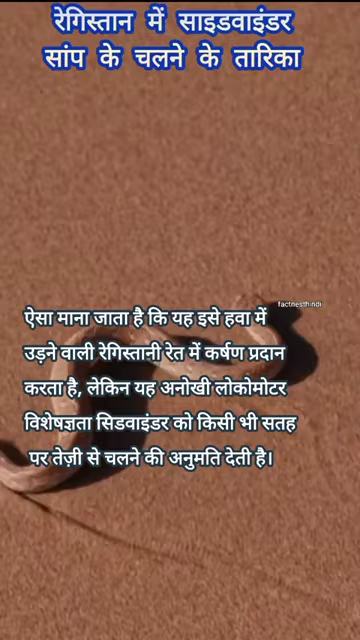 रेगिस्तान में साइडवाइंडर
सांप के चलने के तारिका
factnesthindi
ऐसा माना जाता है कि यह इसे हवा में
उड़ने वाली रेगिस्तानी रेत में कर्षण प्रदान
करता है, लेकिन यह अनोखी लोकोमोटर
विशेषज्ञता सिडवाइंडर को किसी भी सतह
पर तेज़ी से चलने की अनुमति देती है।